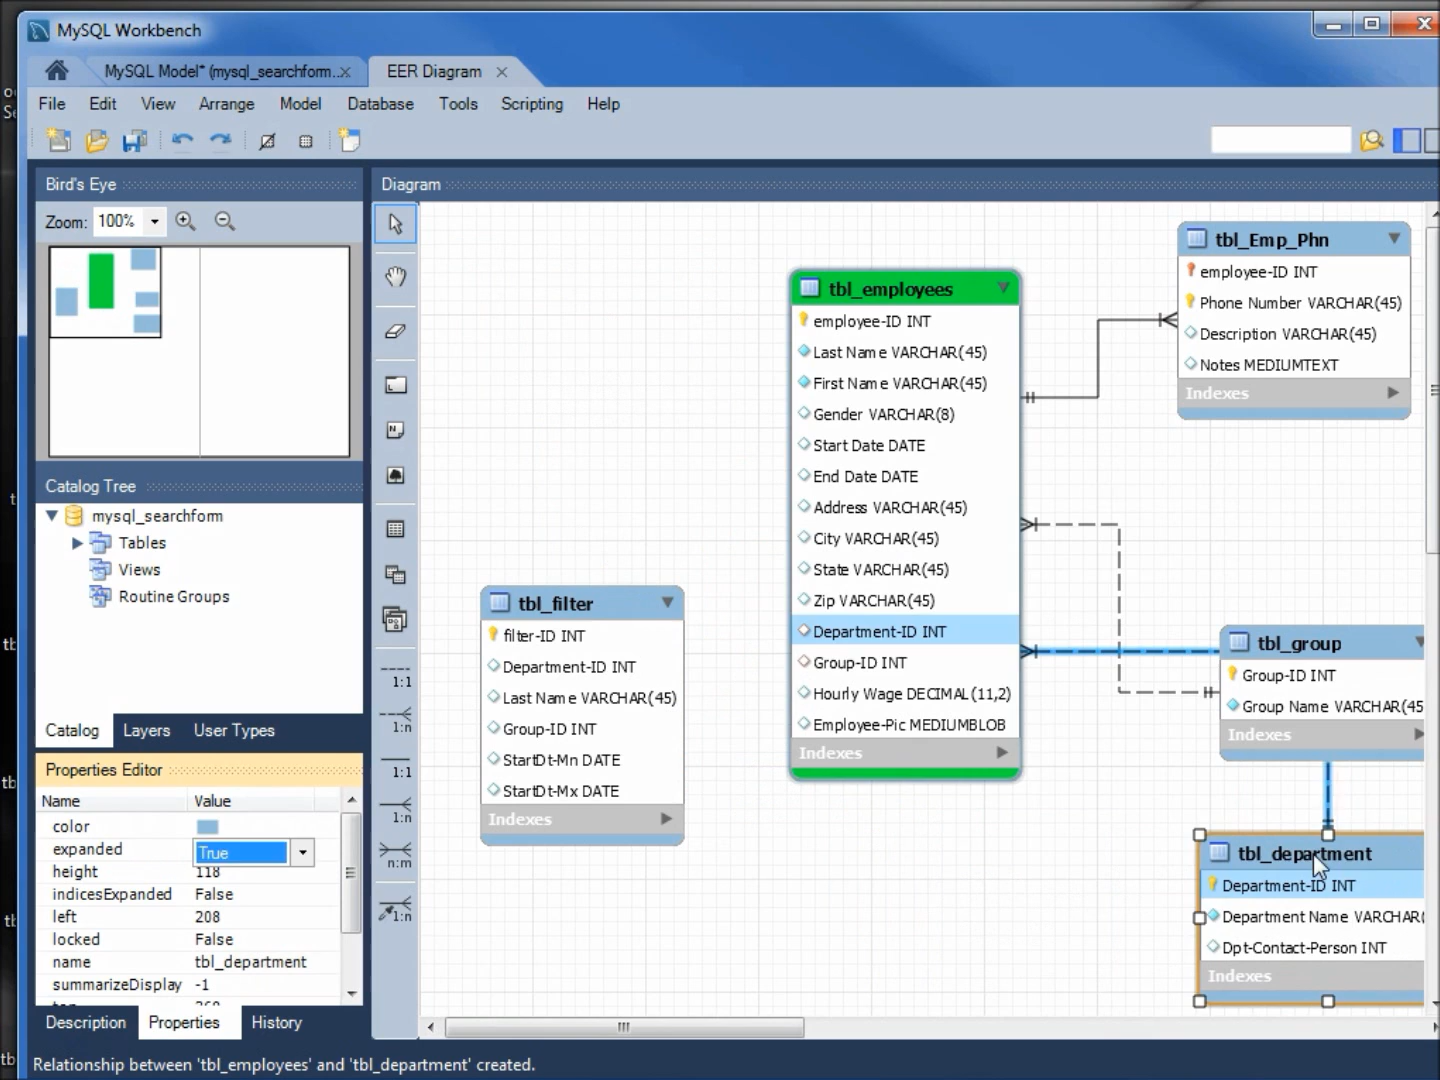 MySQL Workbench
MySQL Model* (mysql_searchform...
EER Diagram
File Edit View Arrange Model Database Tools Scripting Help
Bird's Eye
Zoom: 100%
Catalog Tree
mysql_searchform
Tables
Views
Routine Groups
Catalog Layers User Types
Properties Editor
Name Value
color
expanded True
height 118
indicesExpanded False
left 208
locked False
name tbl_department
summarizeDisplay -1
Description Properties History
Diagram
1:1
1:n
1:1
1:n
n:m
1:n
tbl_filter
filter-ID INT
Department-ID INT
Last Name VARCHAR(45)
Group-ID INT
StartDt-Mn DATE
StartDt-Mx DATE
Indexes
tbl_employees
employee-ID INT
Last Name VARCHAR(45)
First Name VARCHAR(45)
Gender VARCHAR(8)
Start Date DATE
End Date DATE
Address VARCHAR(45)
City VARCHAR(45)
State VARCHAR(45)
Zip VARCHAR(45)
Department-ID INT
Group-ID INT
Hourly Wage DECIMAL(11,2)
Employee-Pic MEDIUMBLOB
Indexes
tbl_Emp_Phn
employee-ID INT
Phone Number VARCHAR(45)
Description VARCHAR(45)
Notes MEDIUMTEXT
Indexes
tbl_group
Group-ID INT
Group Name VARCHAR(45
Indexes
tbl_department
Department-ID INT
Department Name VARCHAR(
Dpt-Contact-Person INT
Indexes
Relationship between 'tbl_employees' and 'tbl_department' created.